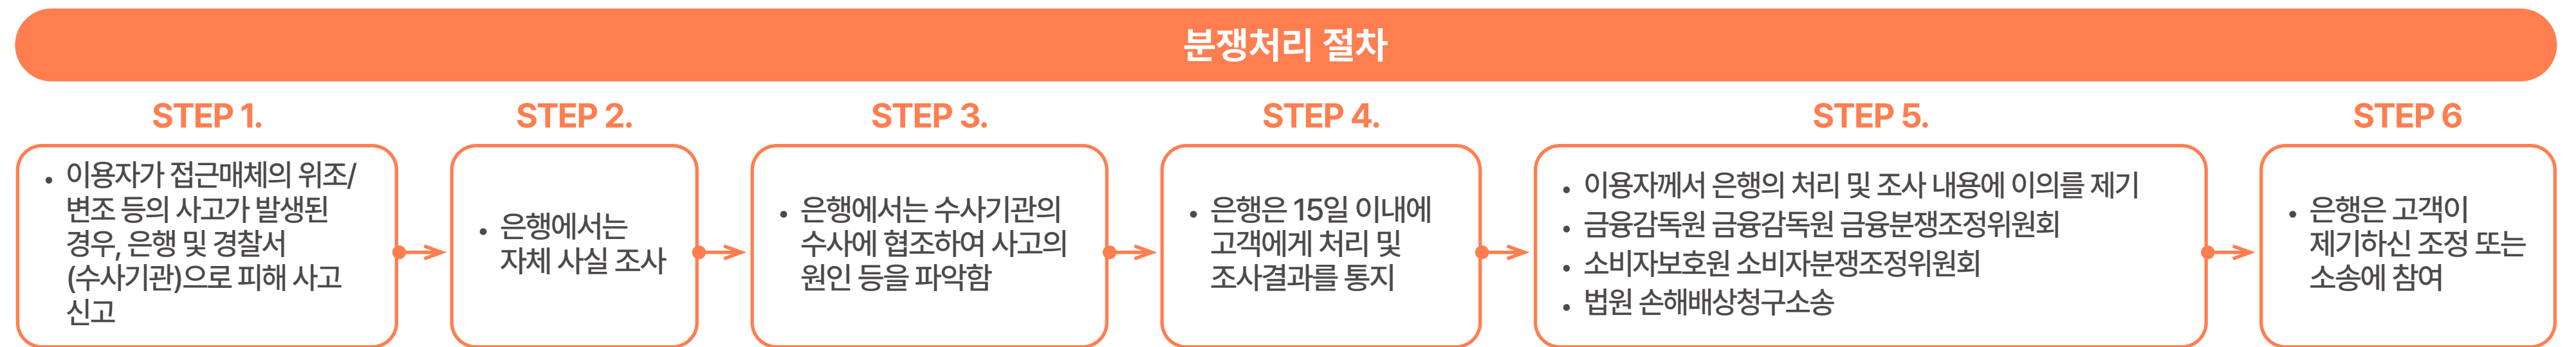 분쟁처리 절차
STEP 1.
• 이용자가 접근매체의 위조/
변조 등의 사고가 발생된
경우, 은행 및 경찰서
(수사기관)으로 피해 사고
신고
STEP 2.
• 은행에서는
자체 사실 조사
STEP 3.
• 은행에서는 수사기관의
수사에 협조하여 사고의
원인 등을 파악함
STEP 4.
• 은행은 15일 이내에
고객에게 처리 및
조사결과를 통지
STEP 5.
• 이용자께서 은행의 처리 및 조사 내용에 이의를 제기
• 금융감독원 금융감독원 금융분쟁조정위원회
• 소비자보호원 소비자분쟁조정위원회
• 법원 손해배상청구소송
STEP 6
• 은행은 고객이
제기하신 조정 또는
소송에 참여